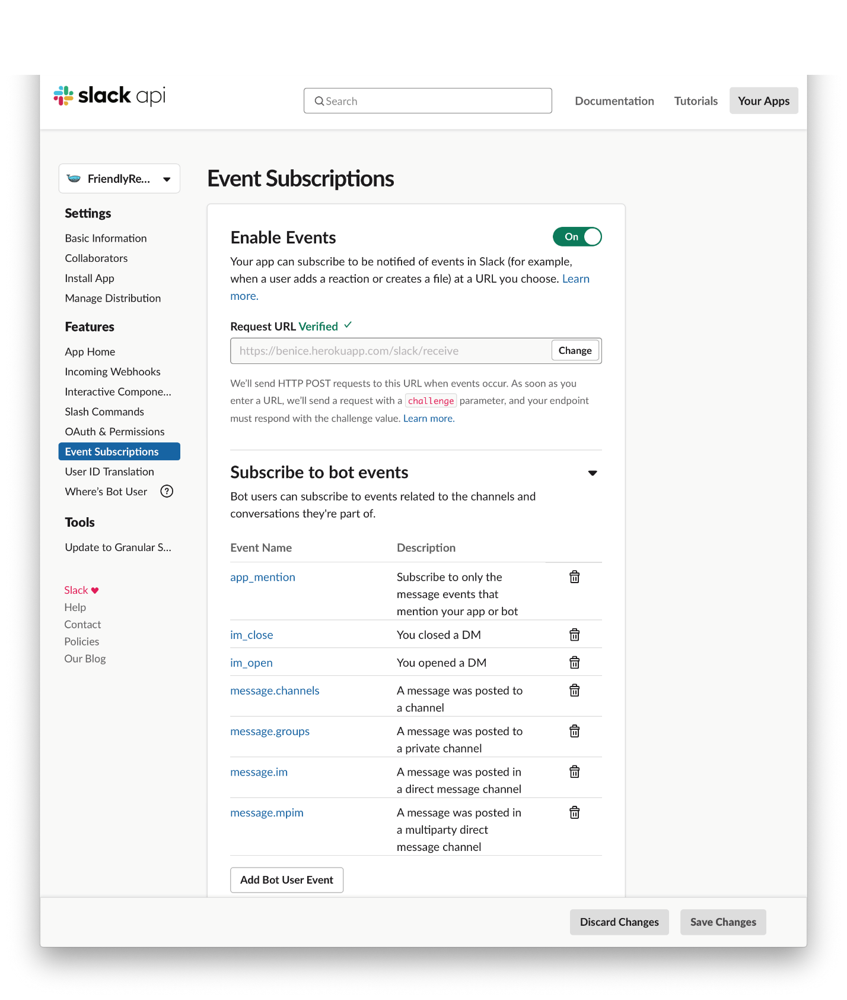 slack api
Search
Documentation
Tutorials
Your Apps
FriendlyRe...
Settings
Basic Information
Collaborators
Install App
Manage Distribution
Features
App Home
Incoming Webhooks
Interactive Compone...
Slash Commands
OAuth & Permissions
Event Subscriptions
User ID Translation
Where's Bot User ?
Tools
Update to Granular S...
Slack ♥
Help
Contact
Policies
Our Blog
Event Subscriptions
Enable Events
On
Your app can subscribe to be notified of events in Slack (for example,
when a user adds a reaction or creates a file) at a URL you choose. Learn
more.
Request URL Verified ✓
https://benice.herokuapp.com/slack/receive
Change
We'll send HTTP POST requests to this URL when events occur. As soon as you
enter a URL, we'll send a request with a challenge parameter, and your endpoint
must respond with the challenge value. Learn more.
Subscribe to bot events
Bot users can subscribe to events related to the channels and
conversations they're part of.
Event Name
Description
app_mention
Subscribe to only the
message events that
mention your app or bot
im_close
You closed a DM
im_open
You opened a DM
message.channels
A message was posted to
a channel
message.groups
A message was posted to
a private channel
message.im
A message was posted in
a direct message channel
message.mpim
A message was posted in
a multiparty direct
message channel
Add Bot User Event
Discard Changes
Save Changes